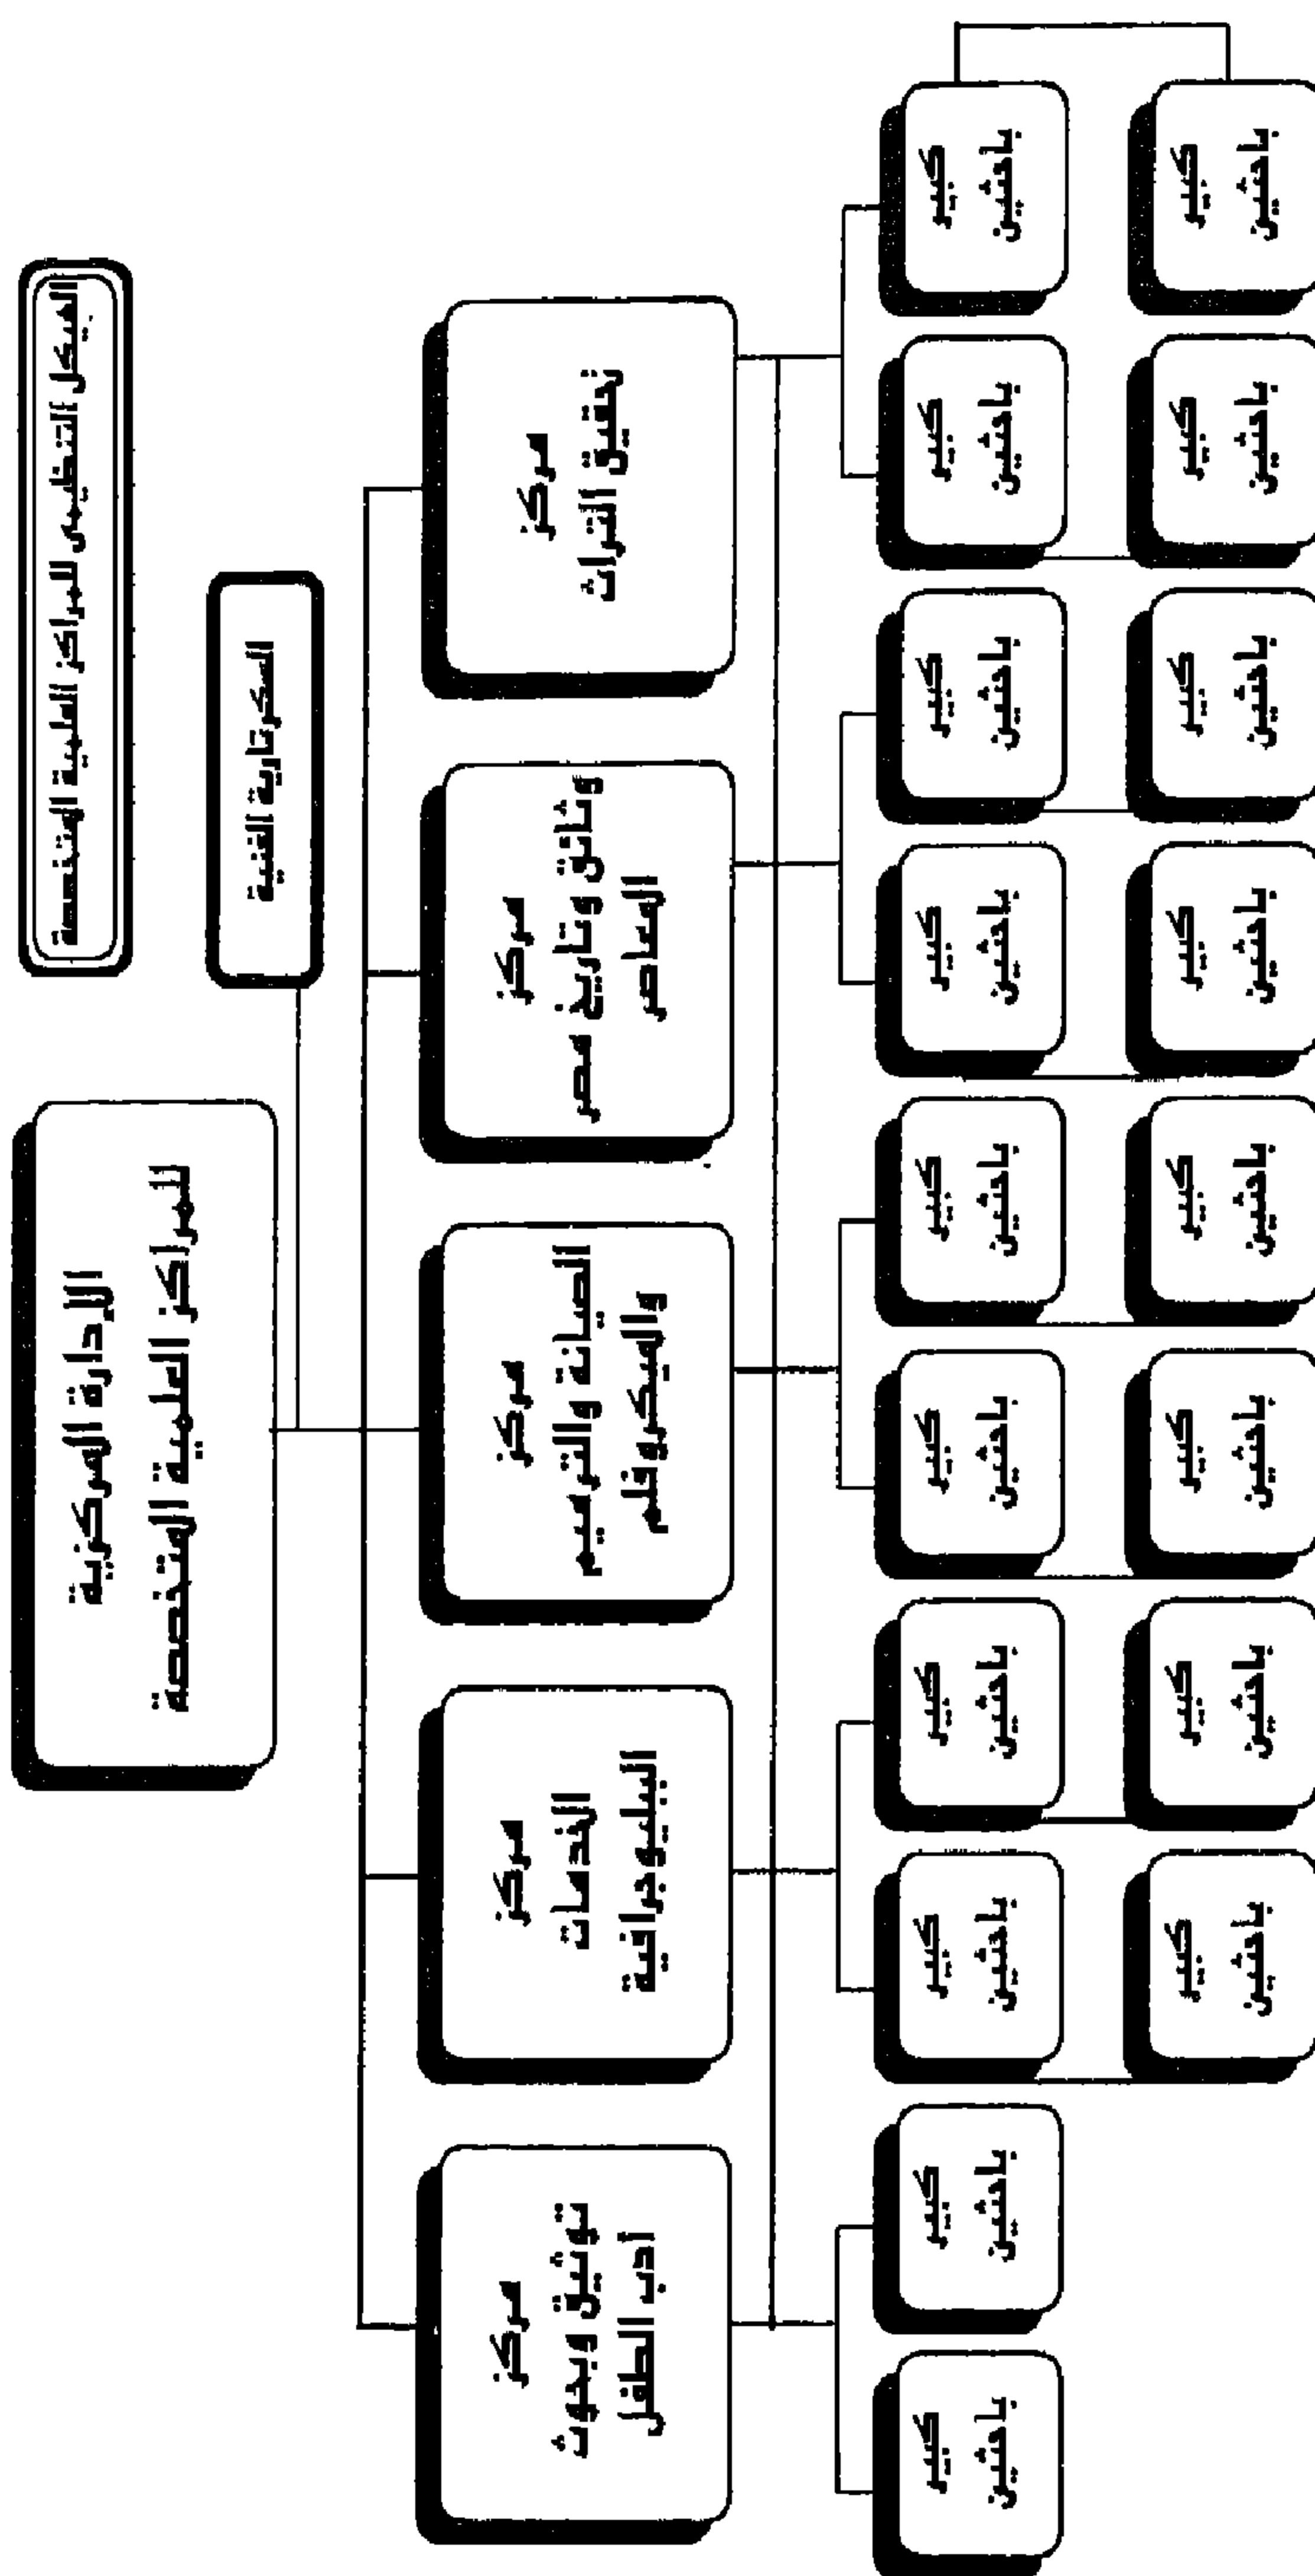 الهيكل التنظيمى للمراكز العلمية المتخصصة
السكرتارية الفنية
الإدارة المركزية
للمراكز العلمية المتخصصة
مركز
تحقيق التراث
مركز
وثائق وتاريخ مصر
المعاصر
مركز
الصيانة والترميم
والميكروفلم
مركز
الخدمات
الببليوجرافية
مركز
توثيق وبحوث
أدب الطفل
كبير
باحثين
كبير
باحثين
كبير
باحثين
كبير
باحثين
كبير
باحثين
كبير
باحثين
كبير
باحثين
كبير
باحثين
كبير
باحثين
كبير
باحثين
كبير
باحثين
كبير
باحثين
كبير
باحثين
كبير
باحثين
كبير
باحثين
كبير
باحثين
كبير
باحثين
كبير
باحثين